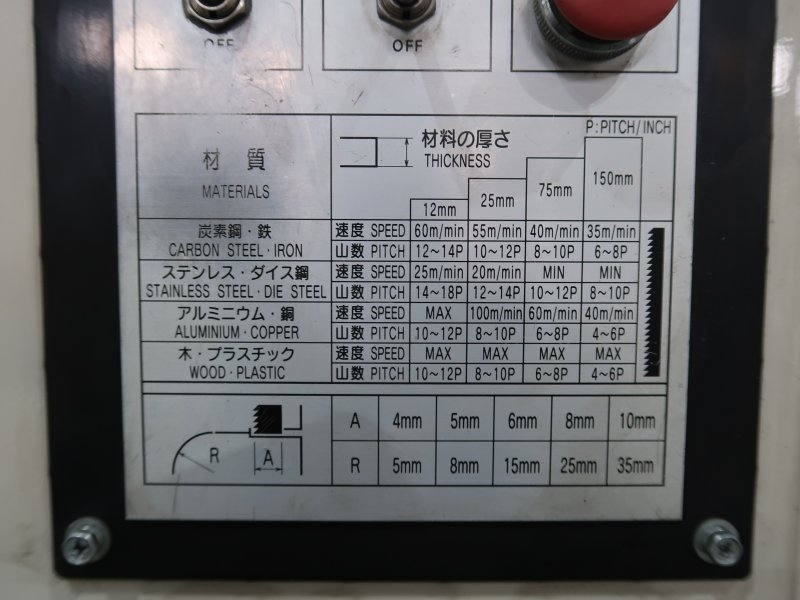 OFF
OFF
材質
MATERIALS
材料の厚さ
THICKNESS
P:PITCH/INCH
12mm 25mm 75mm 150mm
炭素鋼・鉄
CARBON STEEL・IRON
速度 SPEED 60m/min 55m/min 40m/min 35m/min
山数 PITCH 12~14P 10~12P 8~10P 6~8P
ステンレス・ダイス鋼
STAINLESS STEEL・DIE STEEL
速度 SPEED 25m/min 20m/min MIN MIN
山数 PITCH 14~18P 12~14P 10~12P 8~10P
アルミニウム・銅
ALUMINIUM・COPPER
速度 SPEED MAX 100m/min 60m/min 40m/min
山数 PITCH 10~12P 8~10P 6~8P 4~6P
木・プラスチック
WOOD・PLASTIC
速度 SPEED MAX MAX MAX MAX
山数 PITCH 10~12P 8~10P 6~8P 4~6P
R A
A 4mm 5mm 6mm 8mm 10mm
R 5mm 8mm 15mm 25mm 35mm